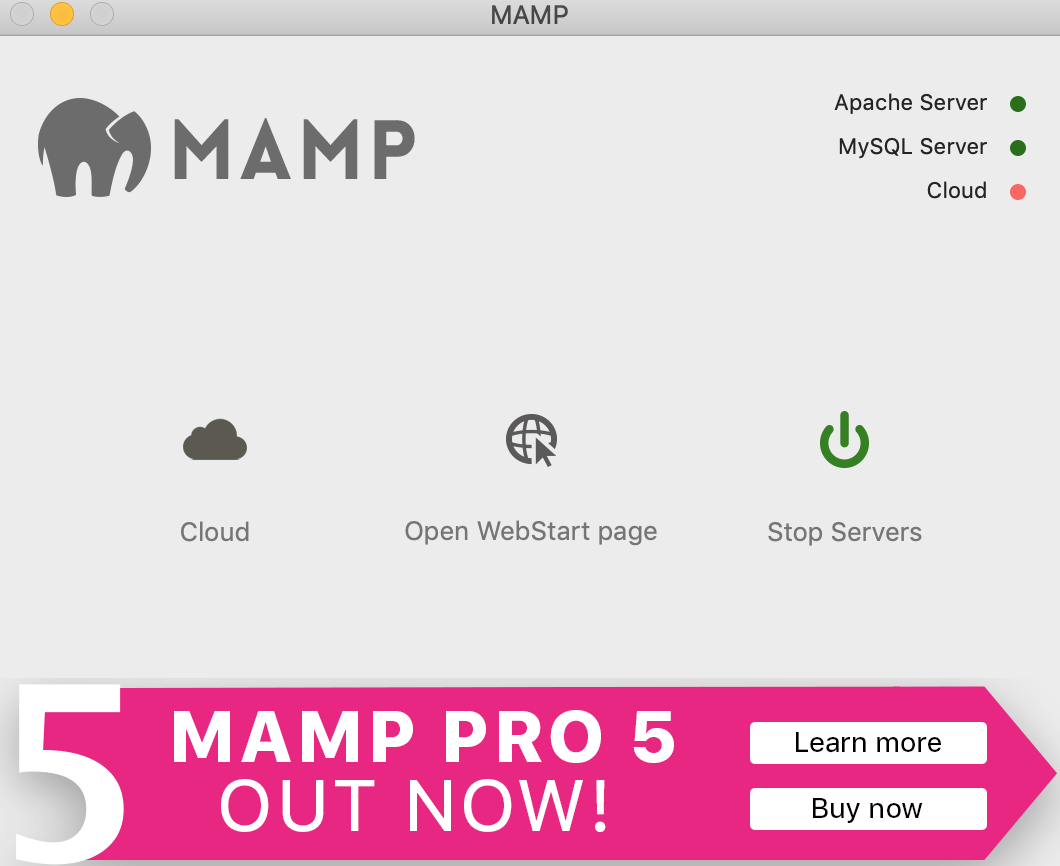 MAMP
MAMP
Apache Server
MySQL Server
Cloud
Cloud
Open WebStart page
Stop Servers
5
MAMP PRO 5
OUT NOW!
Learn more
Buy now